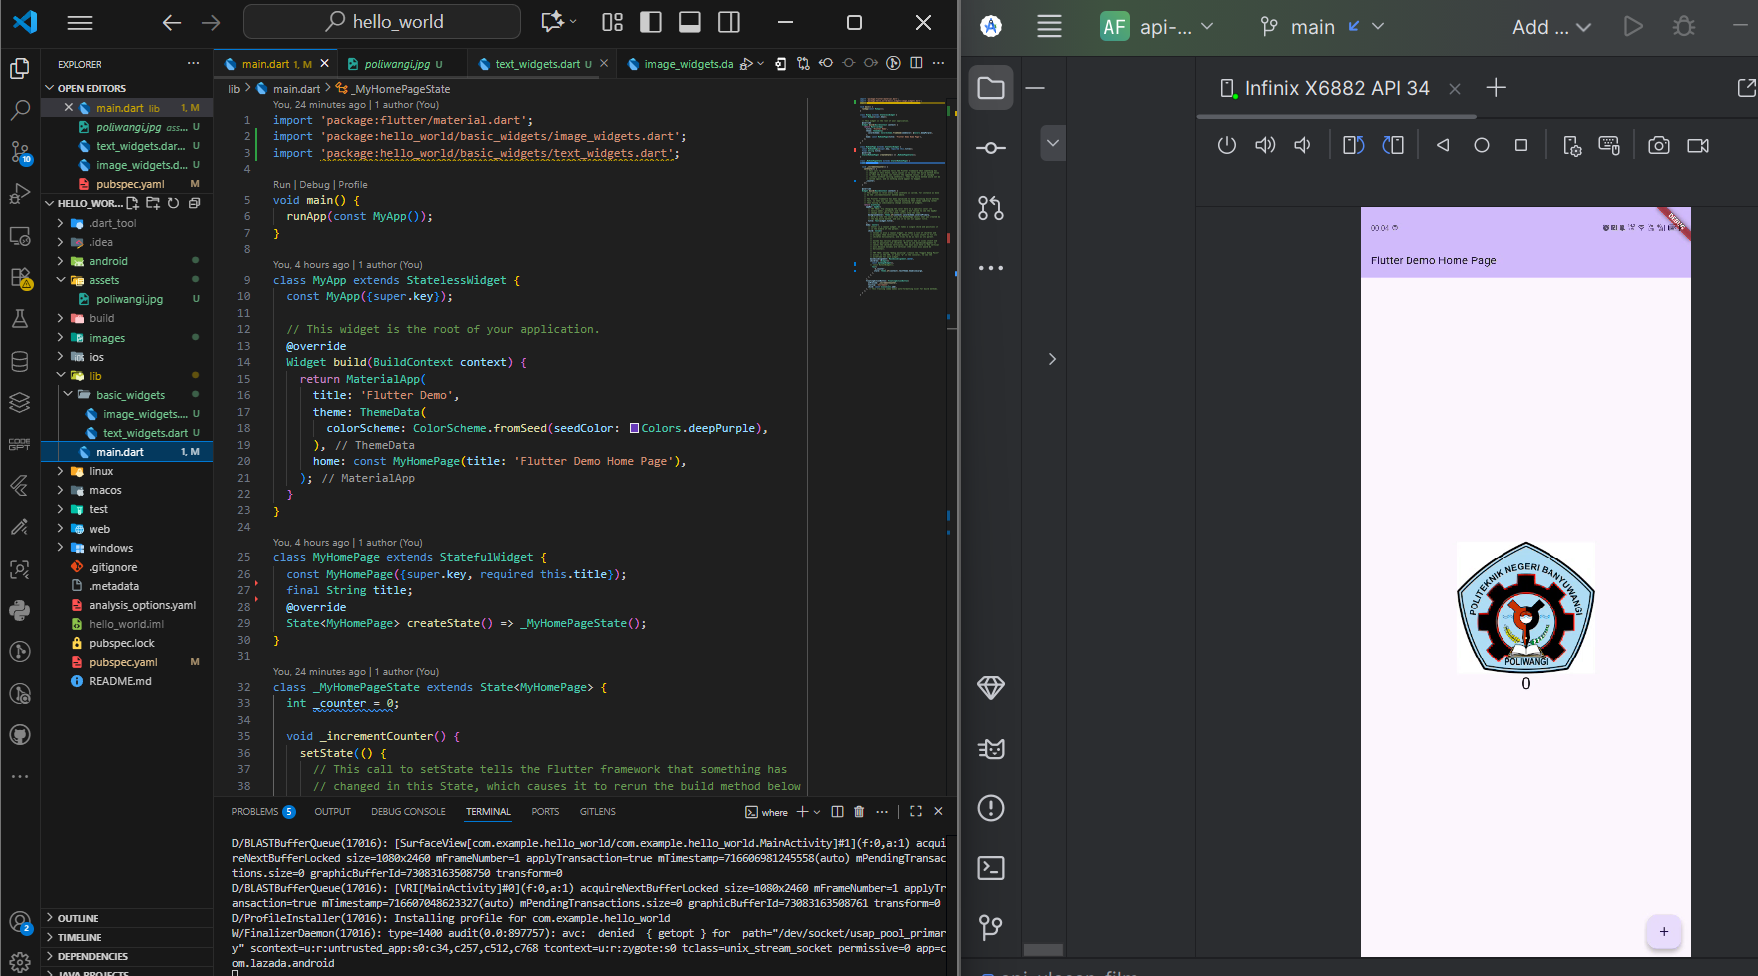 hello_world
EXPLORER
OPEN EDITORS
main.dart lib 1, M
poliwangi.jpg ass... U
text_widgets.dar... U
image_widgets.d... U
pubspec.yaml M
HELLO_WOR...
.dart_tool
.idea
android
assets
poliwangi.jpg U
build
images
ios
lib
basic_widgets
image_widgets.... U
text_widgets.dart U
main.dart 1, M
linux
macos
test
web
windows
.gitignore
.metadata
analysis_options.yaml
hello_world.iml
pubspec.lock
pubspec.yaml M
README.md
OUTLINE
TIMELINE
DEPENDENCIES
JAVA PROJECTS
10
CODE
GPT
2
main.dart 1, M
poliwangi.jpg U
text_widgets.dart U
image_widgets.da
lib > main.dart > _MyHomePageState
You, 24 minutes ago | 1 author (You)
1 import 'package:flutter/material.dart';
2 import 'package:hello_world/basic_widgets/image_widgets.dart';
3 import 'package:hello_world/basic_widgets/text_widgets.dart';
4
Run | Debug | Profile
5 void main() {
6 runApp(const MyApp());
7 }
8
You, 4 hours ago | 1 author (You)
9 class MyApp extends StatelessWidget {
10 const MyApp({super.key});
11
12 // This widget is the root of your application.
13 @override
14 Widget build(BuildContext context) {
15 return MaterialApp(
16 title: 'Flutter Demo',
17 theme: ThemeData(
18 colorScheme: ColorScheme.fromSeed(seedColor: Colors.deepPurple),
19 ), // ThemeData
20 home: const MyHomePage(title: 'Flutter Demo Home Page'),
21 ); // MaterialApp
22 }
23 }
24
You, 4 hours ago | 1 author (You)
25 class MyHomePage extends StatefulWidget {
26 const MyHomePage({super.key, required this.title});
27 final String title;
28 @override
29 State<MyHomePage> createState() => _MyHomePageState();
30 }
31
You, 24 minutes ago | 1 author (You)
32 class _MyHomePageState extends State<MyHomePage> {
33 int _counter = 0;
34
35 void _incrementCounter() {
36 setState(() {
37 // This call to setState tells the Flutter framework that something has
38 // changed in this State, which causes it to rerun the build method below
PROBLEMS 5 OUTPUT DEBUG CONSOLE TERMINAL PORTS GITLENS
where
D/BLASTBufferQueue(17016): [SurfaceView[com.example.hello_world/com.example.hello_world.MainActivity]#1](f:0,a:1) acqui
reNextBufferLocked size=1080x2460 mFrameNumber=1 applyTransaction=true mTimestamp=716606981245558(auto) mPendingTransac
tions.size=0 graphicBufferId=73083163508750 transform=0
D/BLASTBufferQueue(17016): [VRI[MainActivity]#0](f:0,a:1) acquireNextBufferLocked size=1080x2460 mFrameNumber=1 applyTr
ansaction=true mTimestamp=716607048623327(auto) mPendingTransactions.size=0 graphicBufferId=73083163508761 transform=0
D/ProfileInstaller(17016): Installing profile for com.example.hello_world
W/FinalizerDaemon(17016): type=1400 audit(0.0:897757): avc: denied { getopt } for path="/dev/socket/usap_pool_primar
y" scontext=u:r:untrusted_app:s0:c34,c257,c512,c768 tcontext=u:r:zygote:s0 tclass=unix_stream_socket permissive=0 app=c
om.lazada.android
AF api-... main Add ...
Infinix X6882 API 34
00:04
DEBUG
Flutter Demo Home Page
POLITEKNIK NEGERI BANYUWANGI
POLIWANGI
0
+